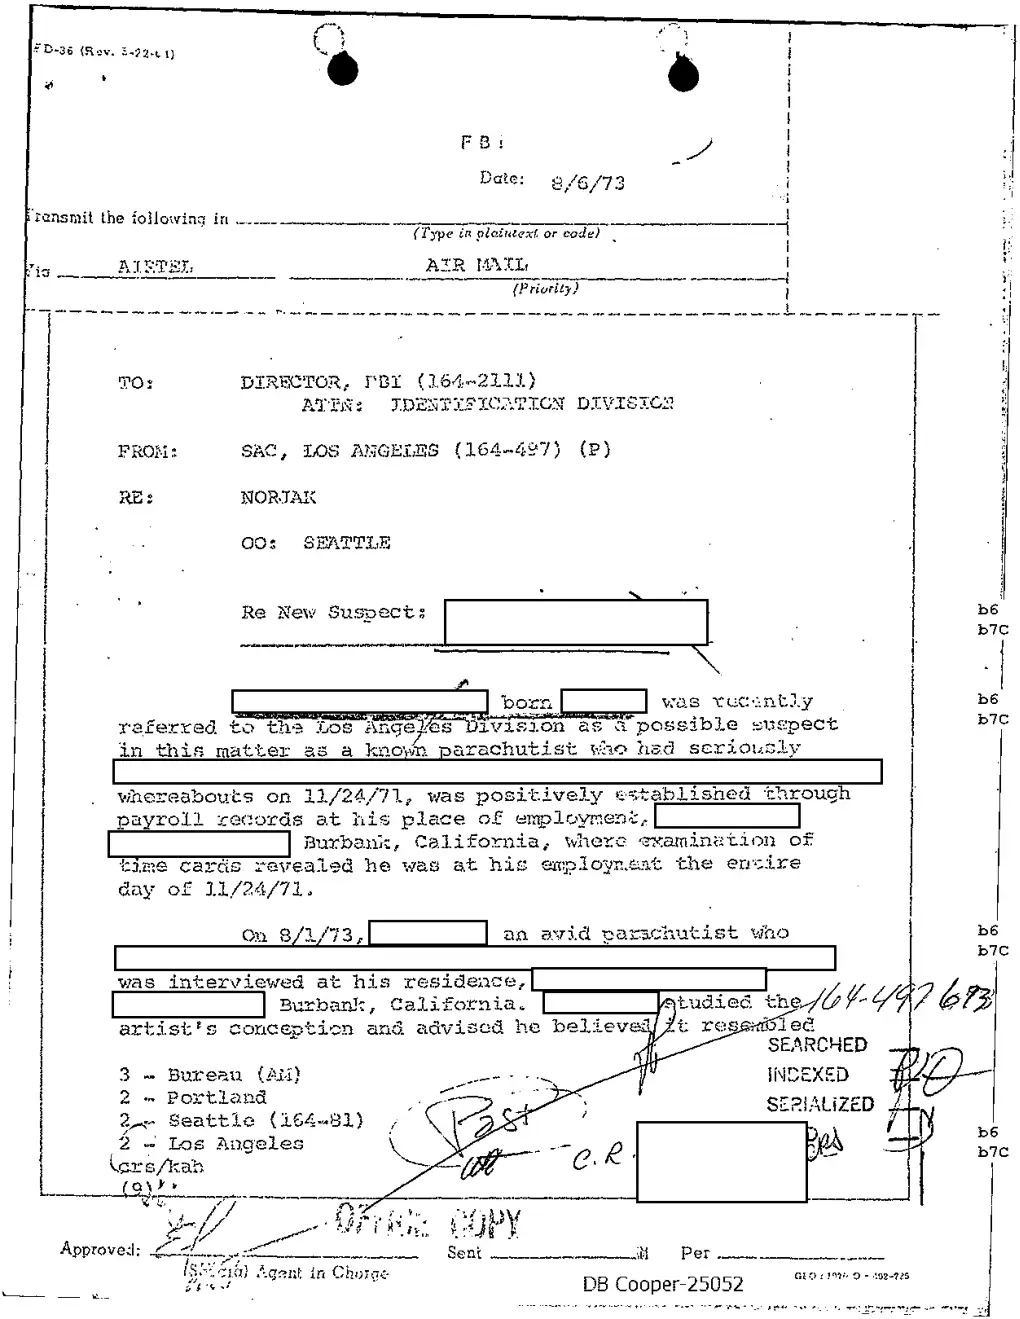 FD-36 (Rev. 5-22-64)
F B I
Date: 8/6/73
Transmit the following in
(Type in plaintext or code)
Via AIRTEL AIR MAIL
(Priority)
TO: DIRECTOR, FBI (164-2111)
ATTN: IDENTIFICATION DIVISION
FROM: SAC, LOS ANGELES (164-497) (P)
RE: NORJAK
OO: SEATTLE
Re New Suspect:
b6
b7C
born was recently
b6
referred to the Los Angeles Division as a possible suspect
b7C
in this matter as a known parachutist who had seriously
whereabouts on 11/24/71, was positively established through
payroll records at his place of employment,
Burbank, California, where examination of
time cards revealed he was at his employment the entire
day of 11/24/71.
On 8/1/73, an avid parachutist who
b6
b7C
was interviewed at his residence,
Burbank, California. studied the
164-497 693
artist's conception and advised he believed it resembled
SEARCHED
INDEXED
SERIALIZED
3 - Bureau (AM)
2 - Portland
2 - Seattle (164-81)
2 - Los Angeles
crs/kah
(9)
Past
C.R.
b6
b7C
OFFICE COPY
Approved: Sent M Per
Special Agent in Charge
DB Cooper-25052